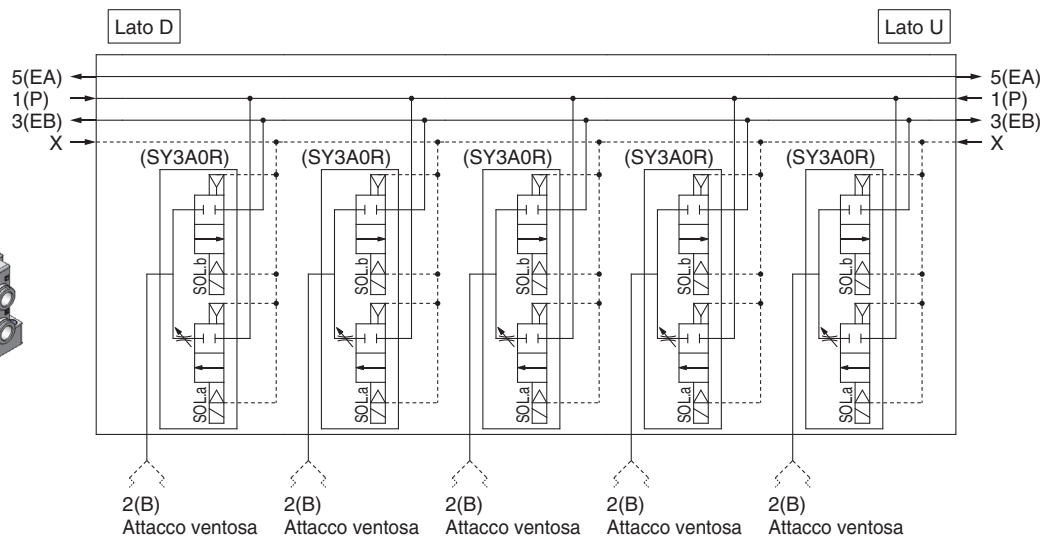 Lato D
Lato U
5(EA)
5(EA)
1(P)
1(P)
3(EB)
3(EB)
X
X
(SY3A0R)
(SY3A0R)
(SY3A0R)
(SY3A0R)
(SY3A0R)
SOL.b
SOL.b
SOL.b
SOL.b
SOL.b
SOL.a
SOL.a
SOL.a
SOL.a
SOL.a
2(B)
Attacco ventosa
2(B)
Attacco ventosa
2(B)
Attacco ventosa
2(B)
Attacco ventosa
2(B)
Attacco ventosa